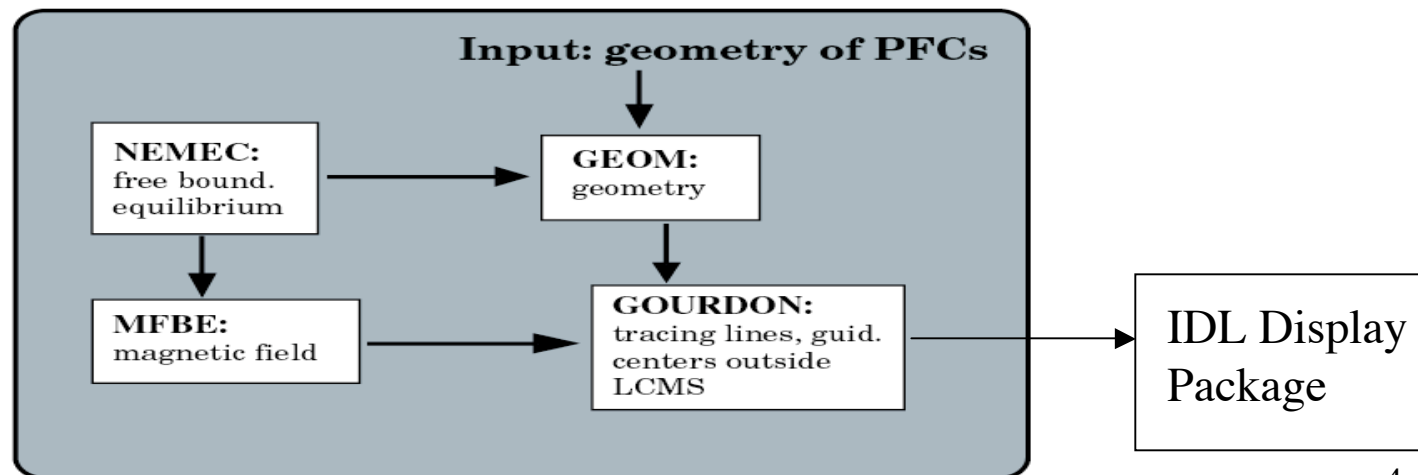 Input: geometry of PFCs
NEMEC:
free bound.
equilibrium
GEOM:
geometry
MFBE:
magnetic field
GOURDON:
tracing lines, guid.
centers outside
LCMS
IDL Display
Package